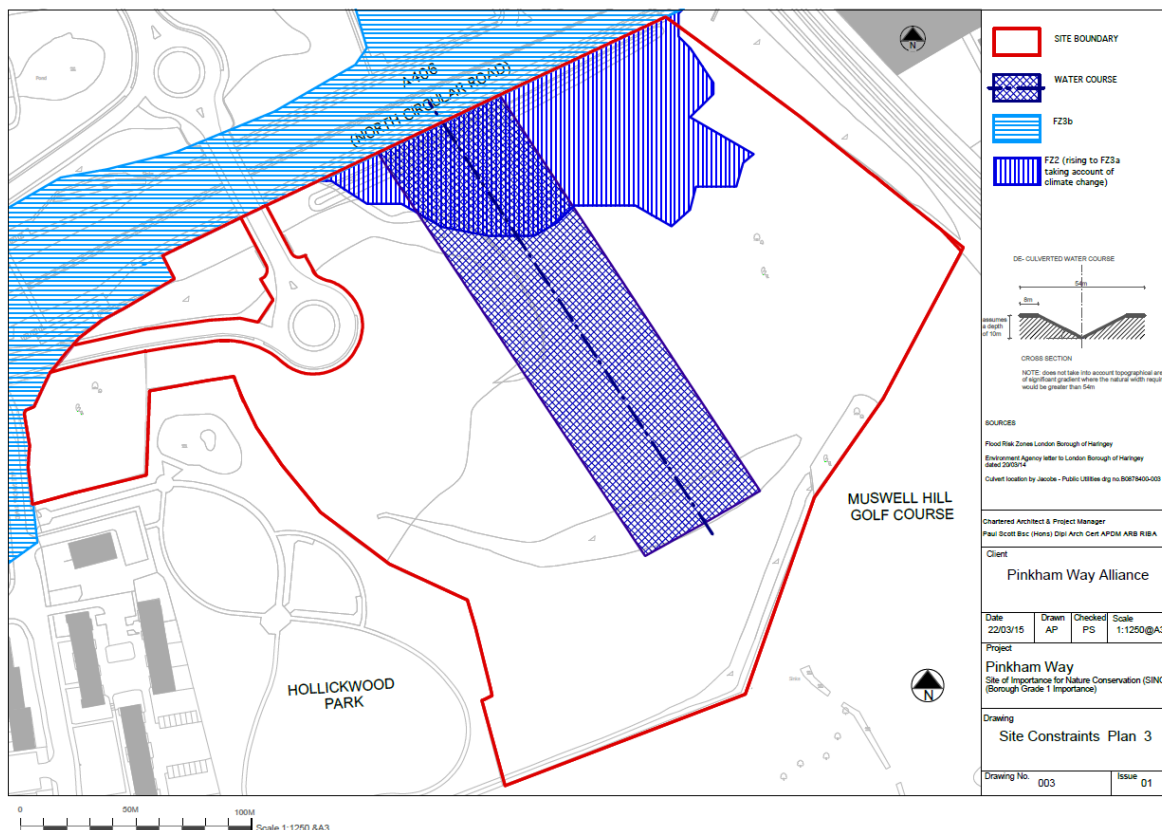 A406
(NORTH CIRCULAR ROAD)
N
MUSWELL HILL
GOLF COURSE
HOLLICKWOOD
PARK
N
SITE BOUNDARY
WATER COURSE
FZ3b
FZ2 (rising to FZ3a
taking account of
climate change)
DE- CULVERTED WATER COURSE
54m
8m
assumes
a depth
of 10m
CROSS SECTION
NOTE: does not take into account topographical are
of significant gradient where the natural width requir
would be greater than 54m
SOURCES
Flood Risk Zones London Borough of Haringey
Environment Agency letter to London Borough of Haringey
dated 20/03/14
Culvert location by Jacobs - Public Utilities drg no.B0878400-003
Chartered Architect & Project Manager
Paul Scott Bsc (Hons) Dipl Arch Cert APDM ARB RIBA
Client
Pinkham Way Alliance
Date Drawn Checked Scale
22/03/15 AP PS 1:1250@A3
Project
Pinkham Way
Site of Importance for Nature Conservation (SINC
(Borough Grade 1 Importance)
Drawing
Site Constraints Plan 3
Drawing No. 003 Issue 01
0 50M 100M
Scale 1:1250 &A3